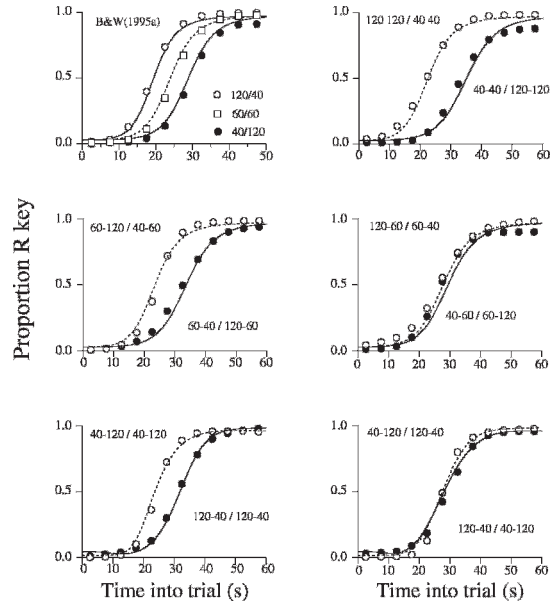 B&W(1995a)
120/40
60/60
40/120
1.0
0.5
0.0
0 10 20 30 40 50
120 120 / 40 40
40-40 / 120-120
1.0
0.5
0.0
0 10 20 30 40 50 60
Proportion R key
60-120 / 40-60
60-40 / 120-60
1.0
0.5
0.0
0 10 20 30 40 50 60
120-60 / 60-40
40-60 / 60-120
1.0
0.5
0.0
0 10 20 30 40 50 60
40-120 / 40-120
120-40 / 120-40
1.0
0.5
0.0
0 10 20 30 40 50 60
Time into trial (s)
40-120 / 120-40
120-40 / 40-120
1.0
0.5
0.0
0 10 20 30 40 50 60
Time into trial (s)